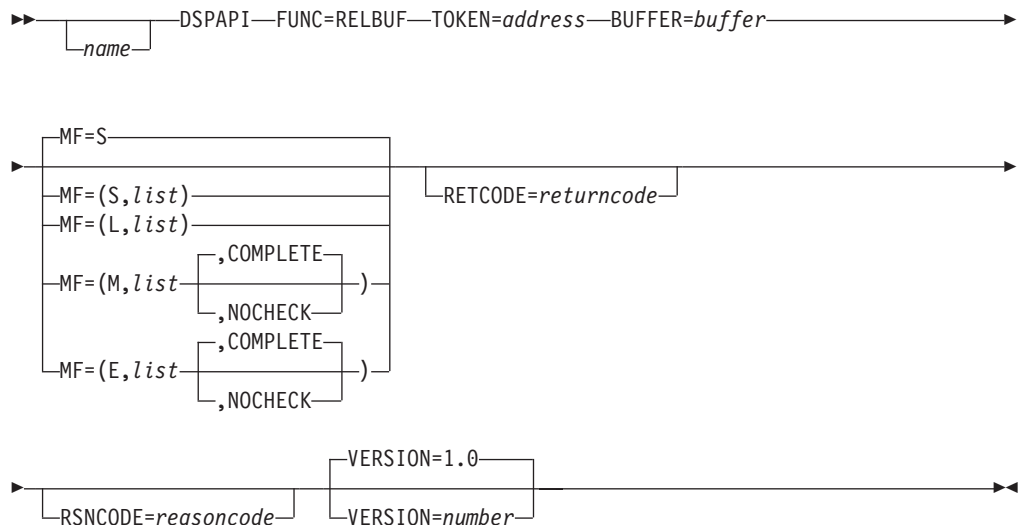 DSPAPI FUNC=RELBUF TOKEN=address BUFFER=buffer
name
MF=S
MF=(S,list)
RETCODE=returncode
MF=(L,list)
,COMPLETE
MF=(M,list )
,NOCHECK
,COMPLETE
MF=(E,list )
,NOCHECK
VERSION=1.0
RSNCODE=reasoncode VERSION=number